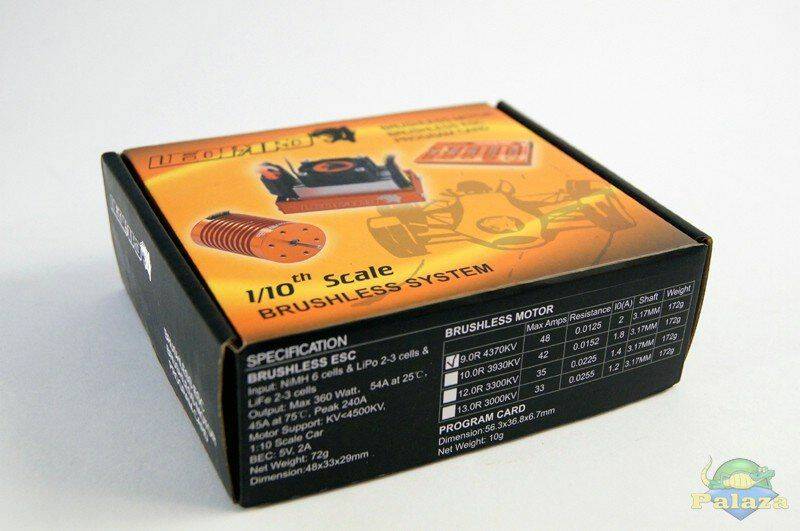 LEOPARD
BRUSHLESS ESC
PROGRAM CARD
1/10th Scale
BRUSHLESS SYSTEM
SPECIFICATION
BRUSHLESS ESC
Input: NiMH 6 cells & LiPo 2-3 cells &
LiFe 2-3 cells
Output: Max 360 Watt, 54A at 25℃,
45A at 75℃, Peak 240A
Motor Support: KV<4500KV,
1:10 Scale Car
BEC: 5V, 2A
Net Weight: 72g
Dimension:48x33x29mm
BRUSHLESS MOTOR
Max Amps Resistance I0(A) Shaft Weight
9.0R 4370KV 48 0.0125 2 3.17MM 172g
10.0R 3930KV 42 0.0152 1.8 3.17MM 172g
12.0R 3300KV 35 0.0225 1.4 3.17MM 172g
13.0R 3000KV 33 0.0255 1.2 3.17MM 172g
PROGRAM CARD
Dimension:56.3x36.8x6.7mm
Net Weight: 10g
Palaza